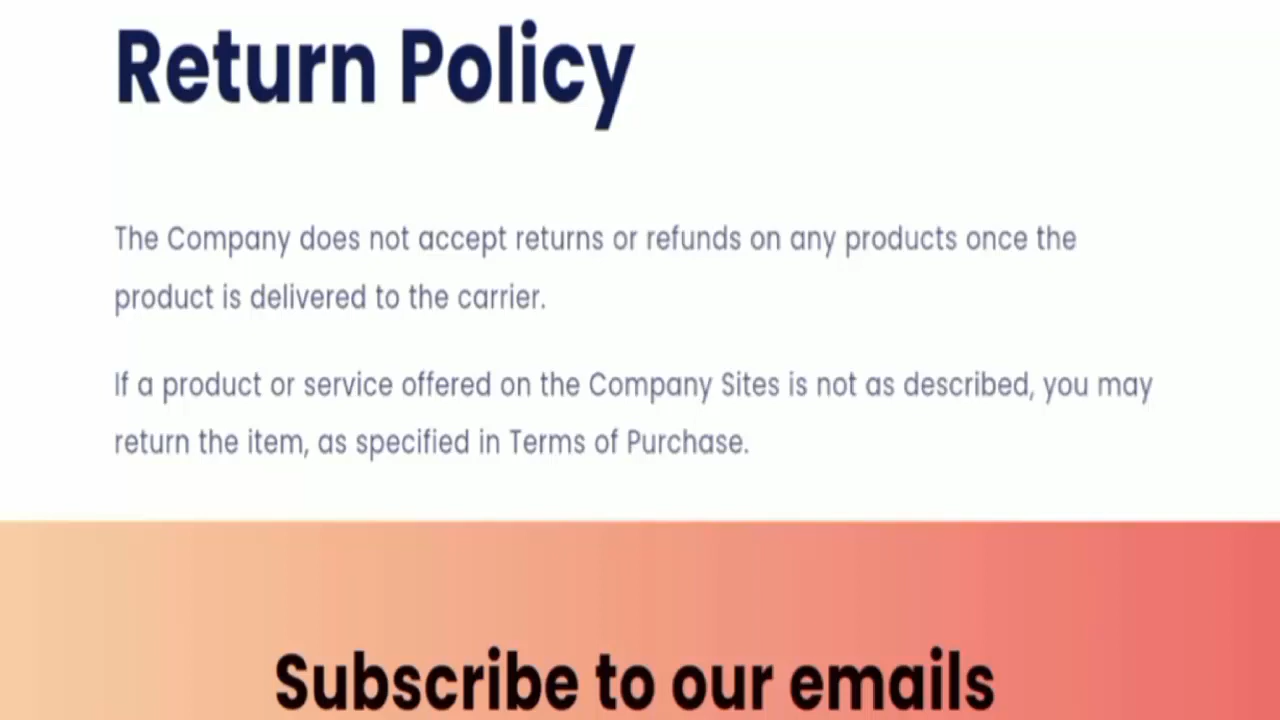 Return Policy
The Company does not accept returns or refunds on any products once the
product is delivered to the carrier.
If a product or service offered on the Company Sites is not as described, you may
return the item, as specified in Terms of Purchase.
Subscribe to our emails